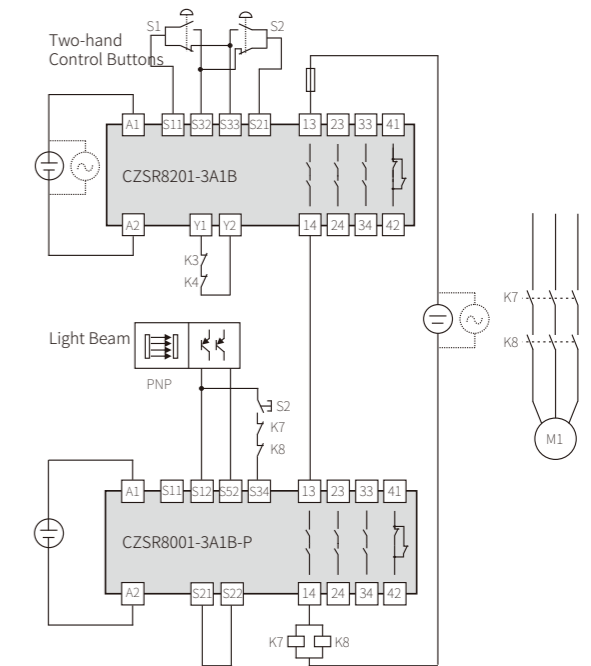 S1
S2
Two-hand
Control Buttons
A1
S11
S32
S33
S21
13
23
33
41
CZSR8201-3A1B
A2
Y1
Y2
14
24
34
42
K3
K4
K7
K8
M1
Light Beam
PNP
S2
K7
K8
A1
S11
S12
S52
S34
13
23
33
41
CZSR8001-3A1B-P
A2
S21
S22
14
24
34
42
K7
K8